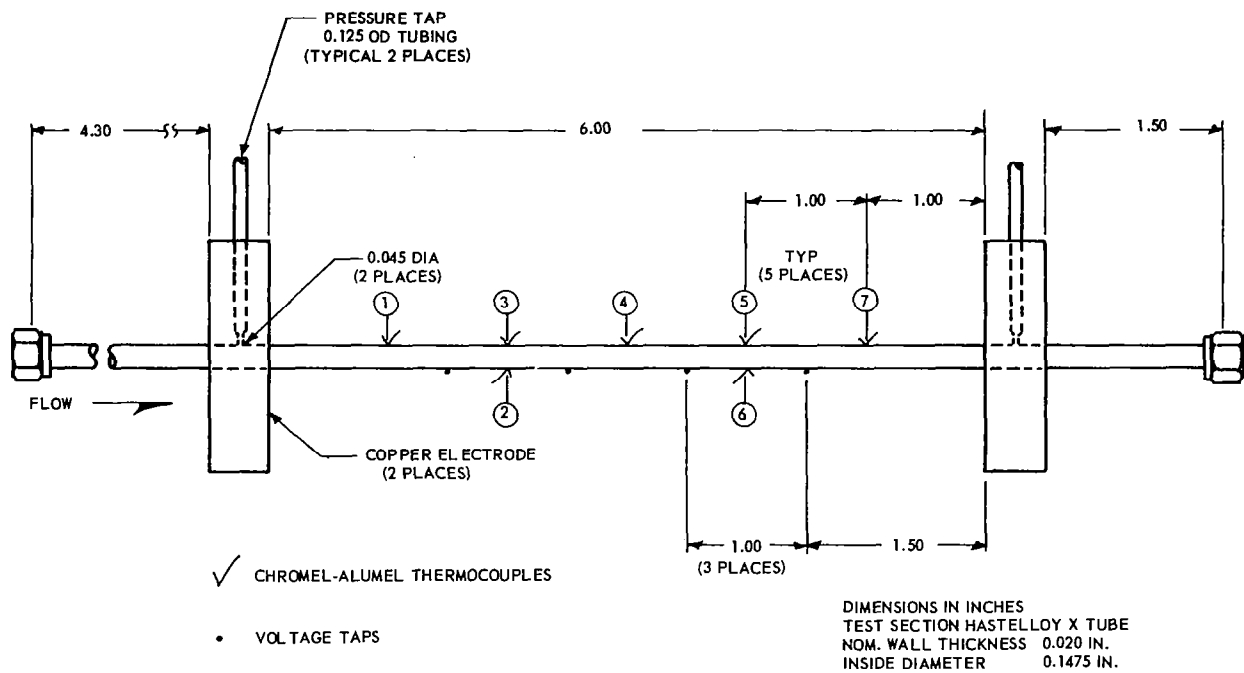 PRESSURE TAP
0.125 OD TUBING
(TYPICAL 2 PLACES)
4.30
6.00
1.50
1.00
1.00
0.045 DIA
(2 PLACES)
TYP
(5 PLACES)
1
3
4
5
7
FLOW
2
6
COPPER ELECTRODE
(2 PLACES)
1.00
(3 PLACES)
1.50
CHROMEL-ALUMEL THERMOCOUPLES
• VOLTAGE TAPS
DIMENSIONS IN INCHES
TEST SECTION HASTELLOY X TUBE
NOM. WALL THICKNESS 0.020 IN.
INSIDE DIAMETER 0.1475 IN.